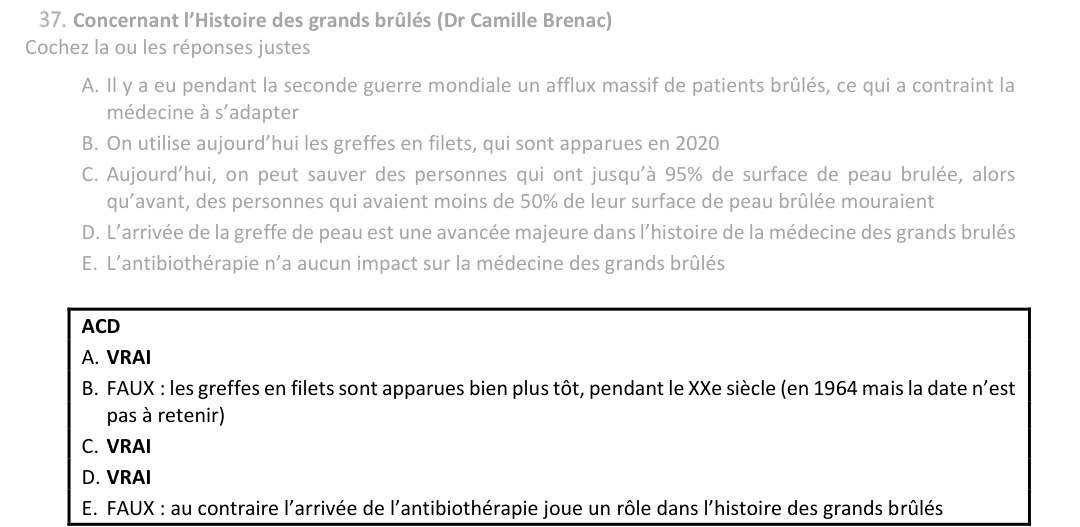 37. Concernant l’Histoire des grands brûlés (Dr Camille Brenac)
Cochez la ou les réponses justes
A. Il y a eu pendant la seconde guerre mondiale un afflux massif de patients brûlés, ce qui a contraint la
médecine à s’adapter
B. On utilise aujourd’hui les greffes en filets, qui sont apparues en 2020
C. Aujourd’hui, on peut sauver des personnes qui ont jusqu’à 95% de surface de peau brulée, alors
qu’avant, des personnes qui avaient moins de 50% de leur surface de peau brûlée mouraient
D. L’arrivée de la greffe de peau est une avancée majeure dans l’histoire de la médecine des grands brulés
E. L’antibiothérapie n’a aucun impact sur la médecine des grands brûlés
ACD
A. VRAI
B. FAUX : les greffes en filets sont apparues bien plus tôt, pendant le XXe siècle (en 1964 mais la date n’est
pas à retenir)
C. VRAI
D. VRAI
E. FAUX : au contraire l’arrivée de l’antibiothérapie joue un rôle dans l’histoire des grands brûlés